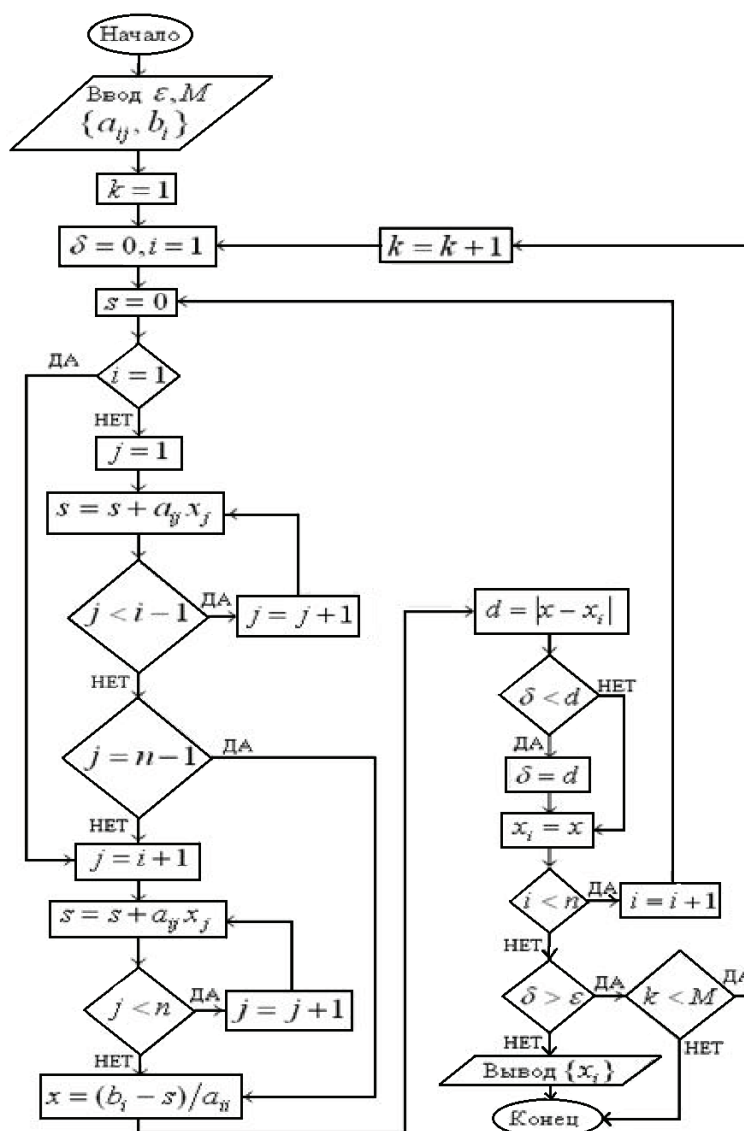 Начало
Ввод ε, M
{a_ij, b_i}
k = 1
δ = 0, i = 1
k = k + 1
s = 0
ДА
i = 1
НЕТ
j = 1
s = s + a_ij x_j
j < i − 1
ДА
j = j + 1
НЕТ
j = n − 1
ДА
НЕТ
j = i + 1
s = s + a_ij x_j
j < n
ДА
j = j + 1
НЕТ
x = (b_i − s)/a_ii
d = |x − x_i|
δ < d
НЕТ
ДА
δ = d
x_i = x
i < n
ДА
i = i + 1
НЕТ
δ > ε
ДА
k < M
ДА
НЕТ
НЕТ
Вывод {x_i}
Конец